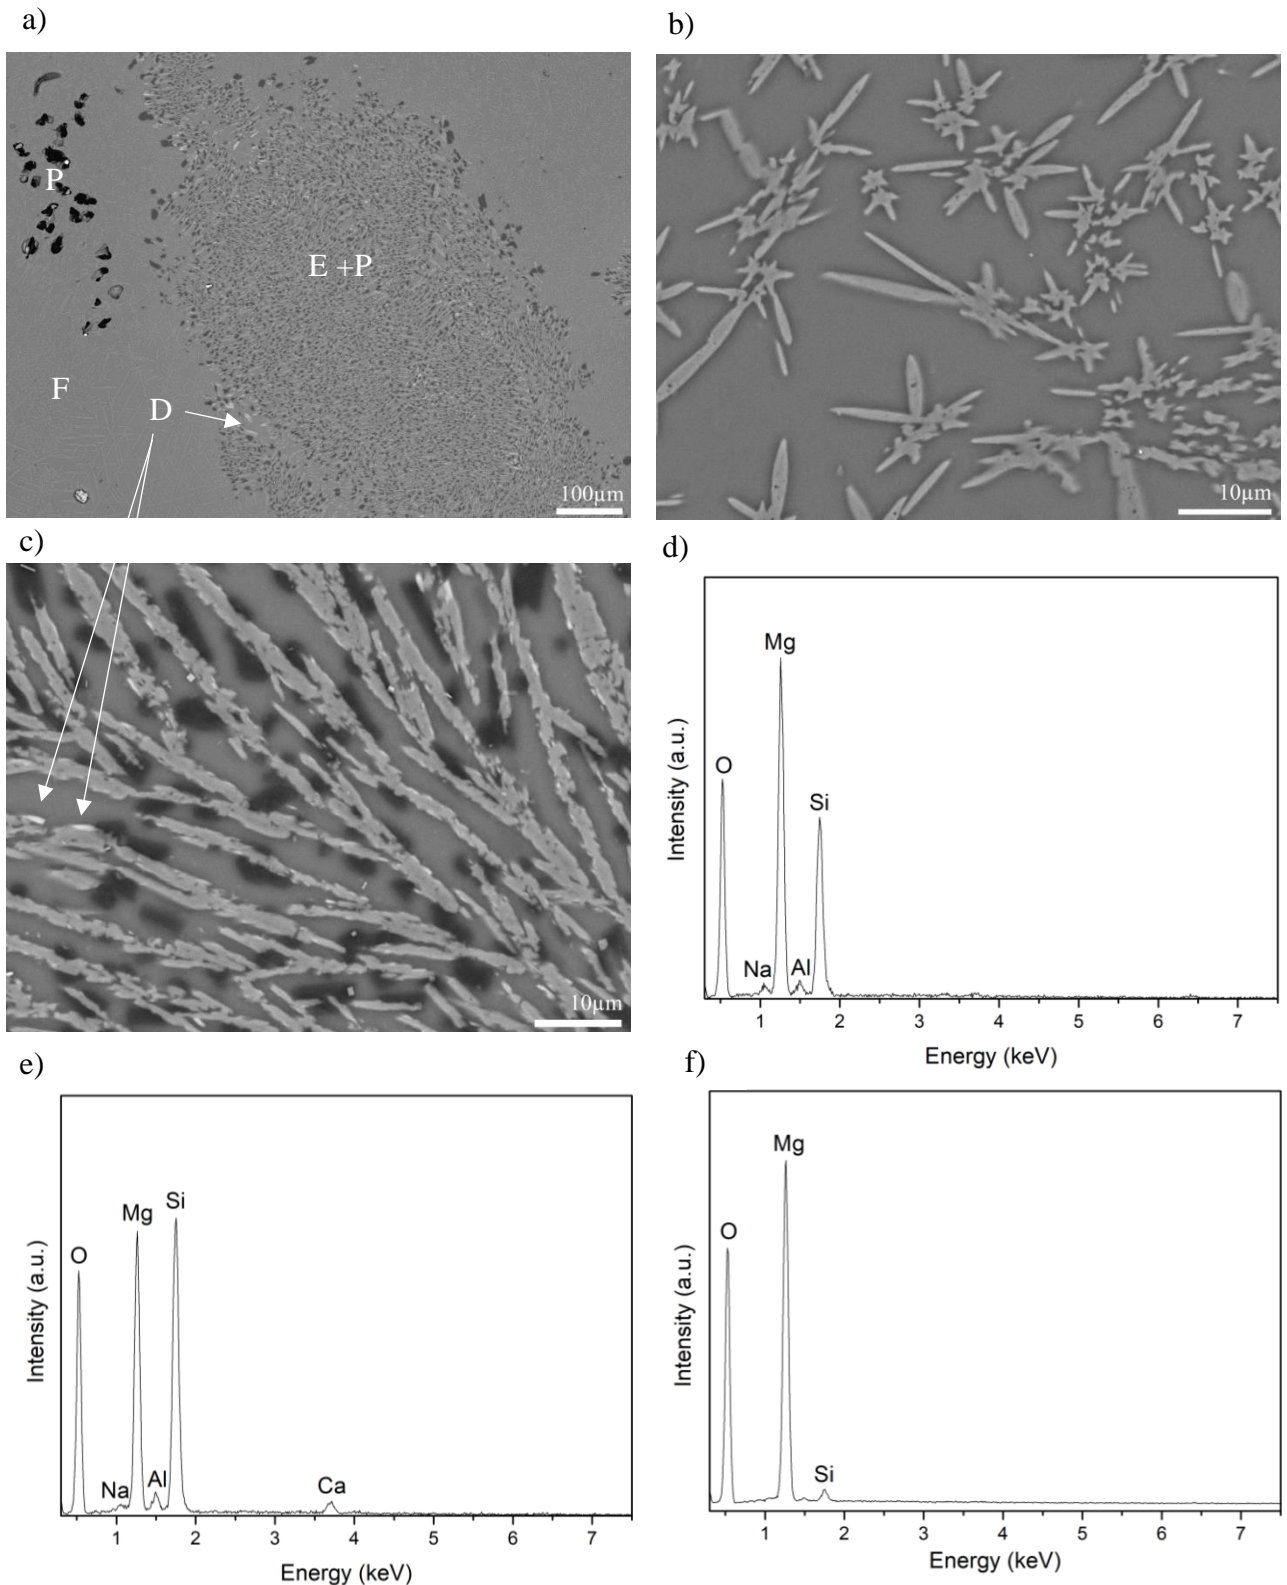 a)
b)
P
E +P
F
D
100µm
10µm
c)
d)
10µm
Intensity (a.u.)
O
Na
Mg
Al
Si
1 2 3 4 5 6 7
Energy (keV)
e)
f)
Intensity (a.u.)
O
Na
Mg
Al
Si
Ca
1 2 3 4 5 6 7
Energy (keV)
Intensity (a.u.)
O
Mg
Si
1 2 3 4 5 6 7
Energy (keV)